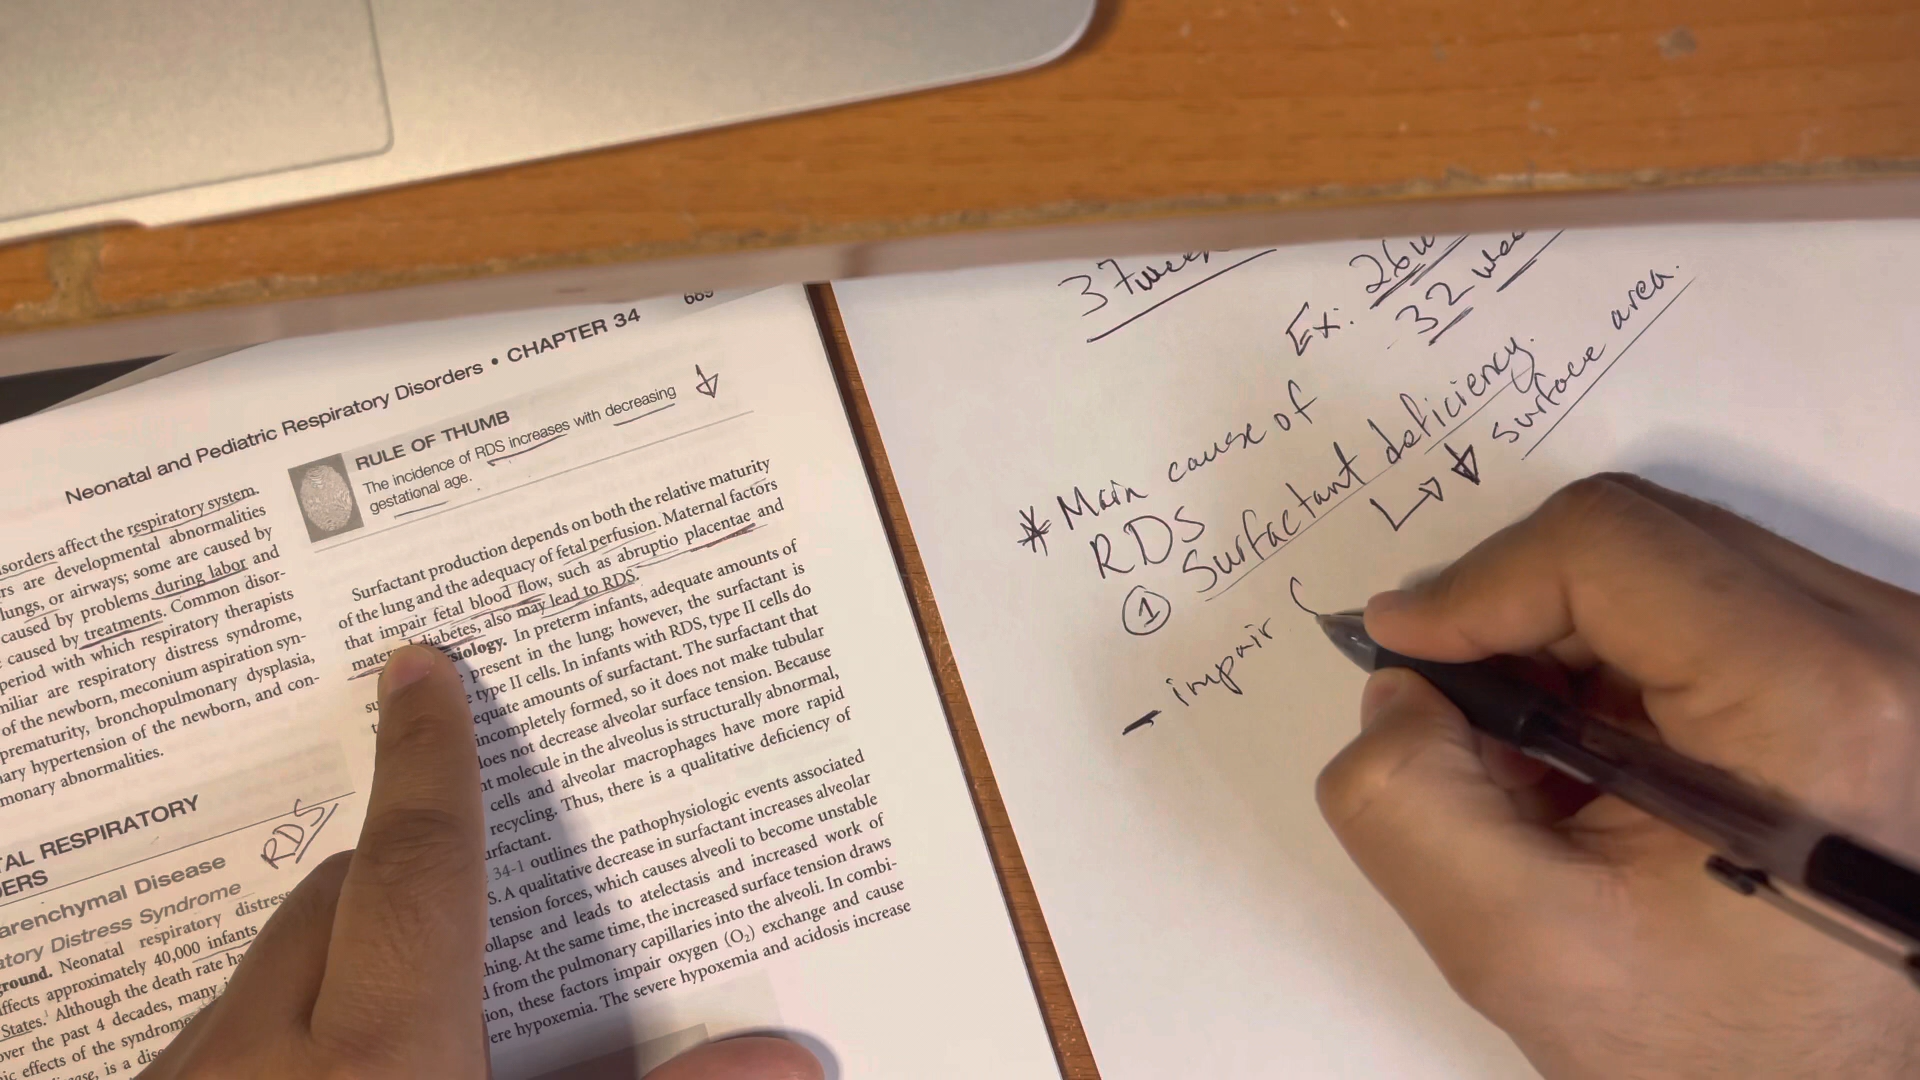 Neonatal and Pediatric Respiratory Disorders • CHAPTER 34
669
disorders affect the respiratory system.
are developmental abnormalities
lungs, or airways; some are caused by
caused by problems during labor and
caused by treatments. Common disor-
period with which respiratory therapists
are respiratory distress syndrome,
of the newborn, meconium aspiration syn-
prematurity, bronchopulmonary dysplasia,
hypertension of the newborn, and con-
abnormalities.
RESPIRATORY
RDS
Parenchymal Disease
Distress Syndrome
Neonatal respiratory
affects approximately 40,000 infants
States.¹ Although the death rate
over the past 4 decades, many
effects of the syndrome
is a
RULE OF THUMB
The incidence of RDS increases with decreasing
gestational age.
Surfactant production depends on both the relative maturity
of the lung and the adequacy of fetal perfusion. Maternal factors
that impair fetal blood flow, such as abruptio placentae and
diabetes, also may lead to RDS.
In preterm infants, adequate amounts of
present in the lung; however, the surfactant is
type II cells. In infants with RDS, type II cells do
amounts of surfactant. The surfactant that
incompletely formed, so it does not make tubular
does not decrease alveolar surface tension. Because
molecule in the alveolus is structurally abnormal,
cells and alveolar macrophages have more rapid
recycling. Thus, there is a qualitative deficiency of
34-1 outlines the pathophysiologic events associated
A qualitative decrease in surfactant increases alveolar
tension forces, which causes alveoli to become unstable
and leads to atelectasis and increased work of
At the same time, the increased surface tension draws
from the pulmonary capillaries into the alveoli. In combi-
these factors impair oxygen (O₂) exchange and cause
hypoxemia. The severe hypoxemia and acidosis increase
37
Ex: 26
32
* Main cause of
RDS
① Surfactant deficiency.
↳ ↓ surface area.
- impair